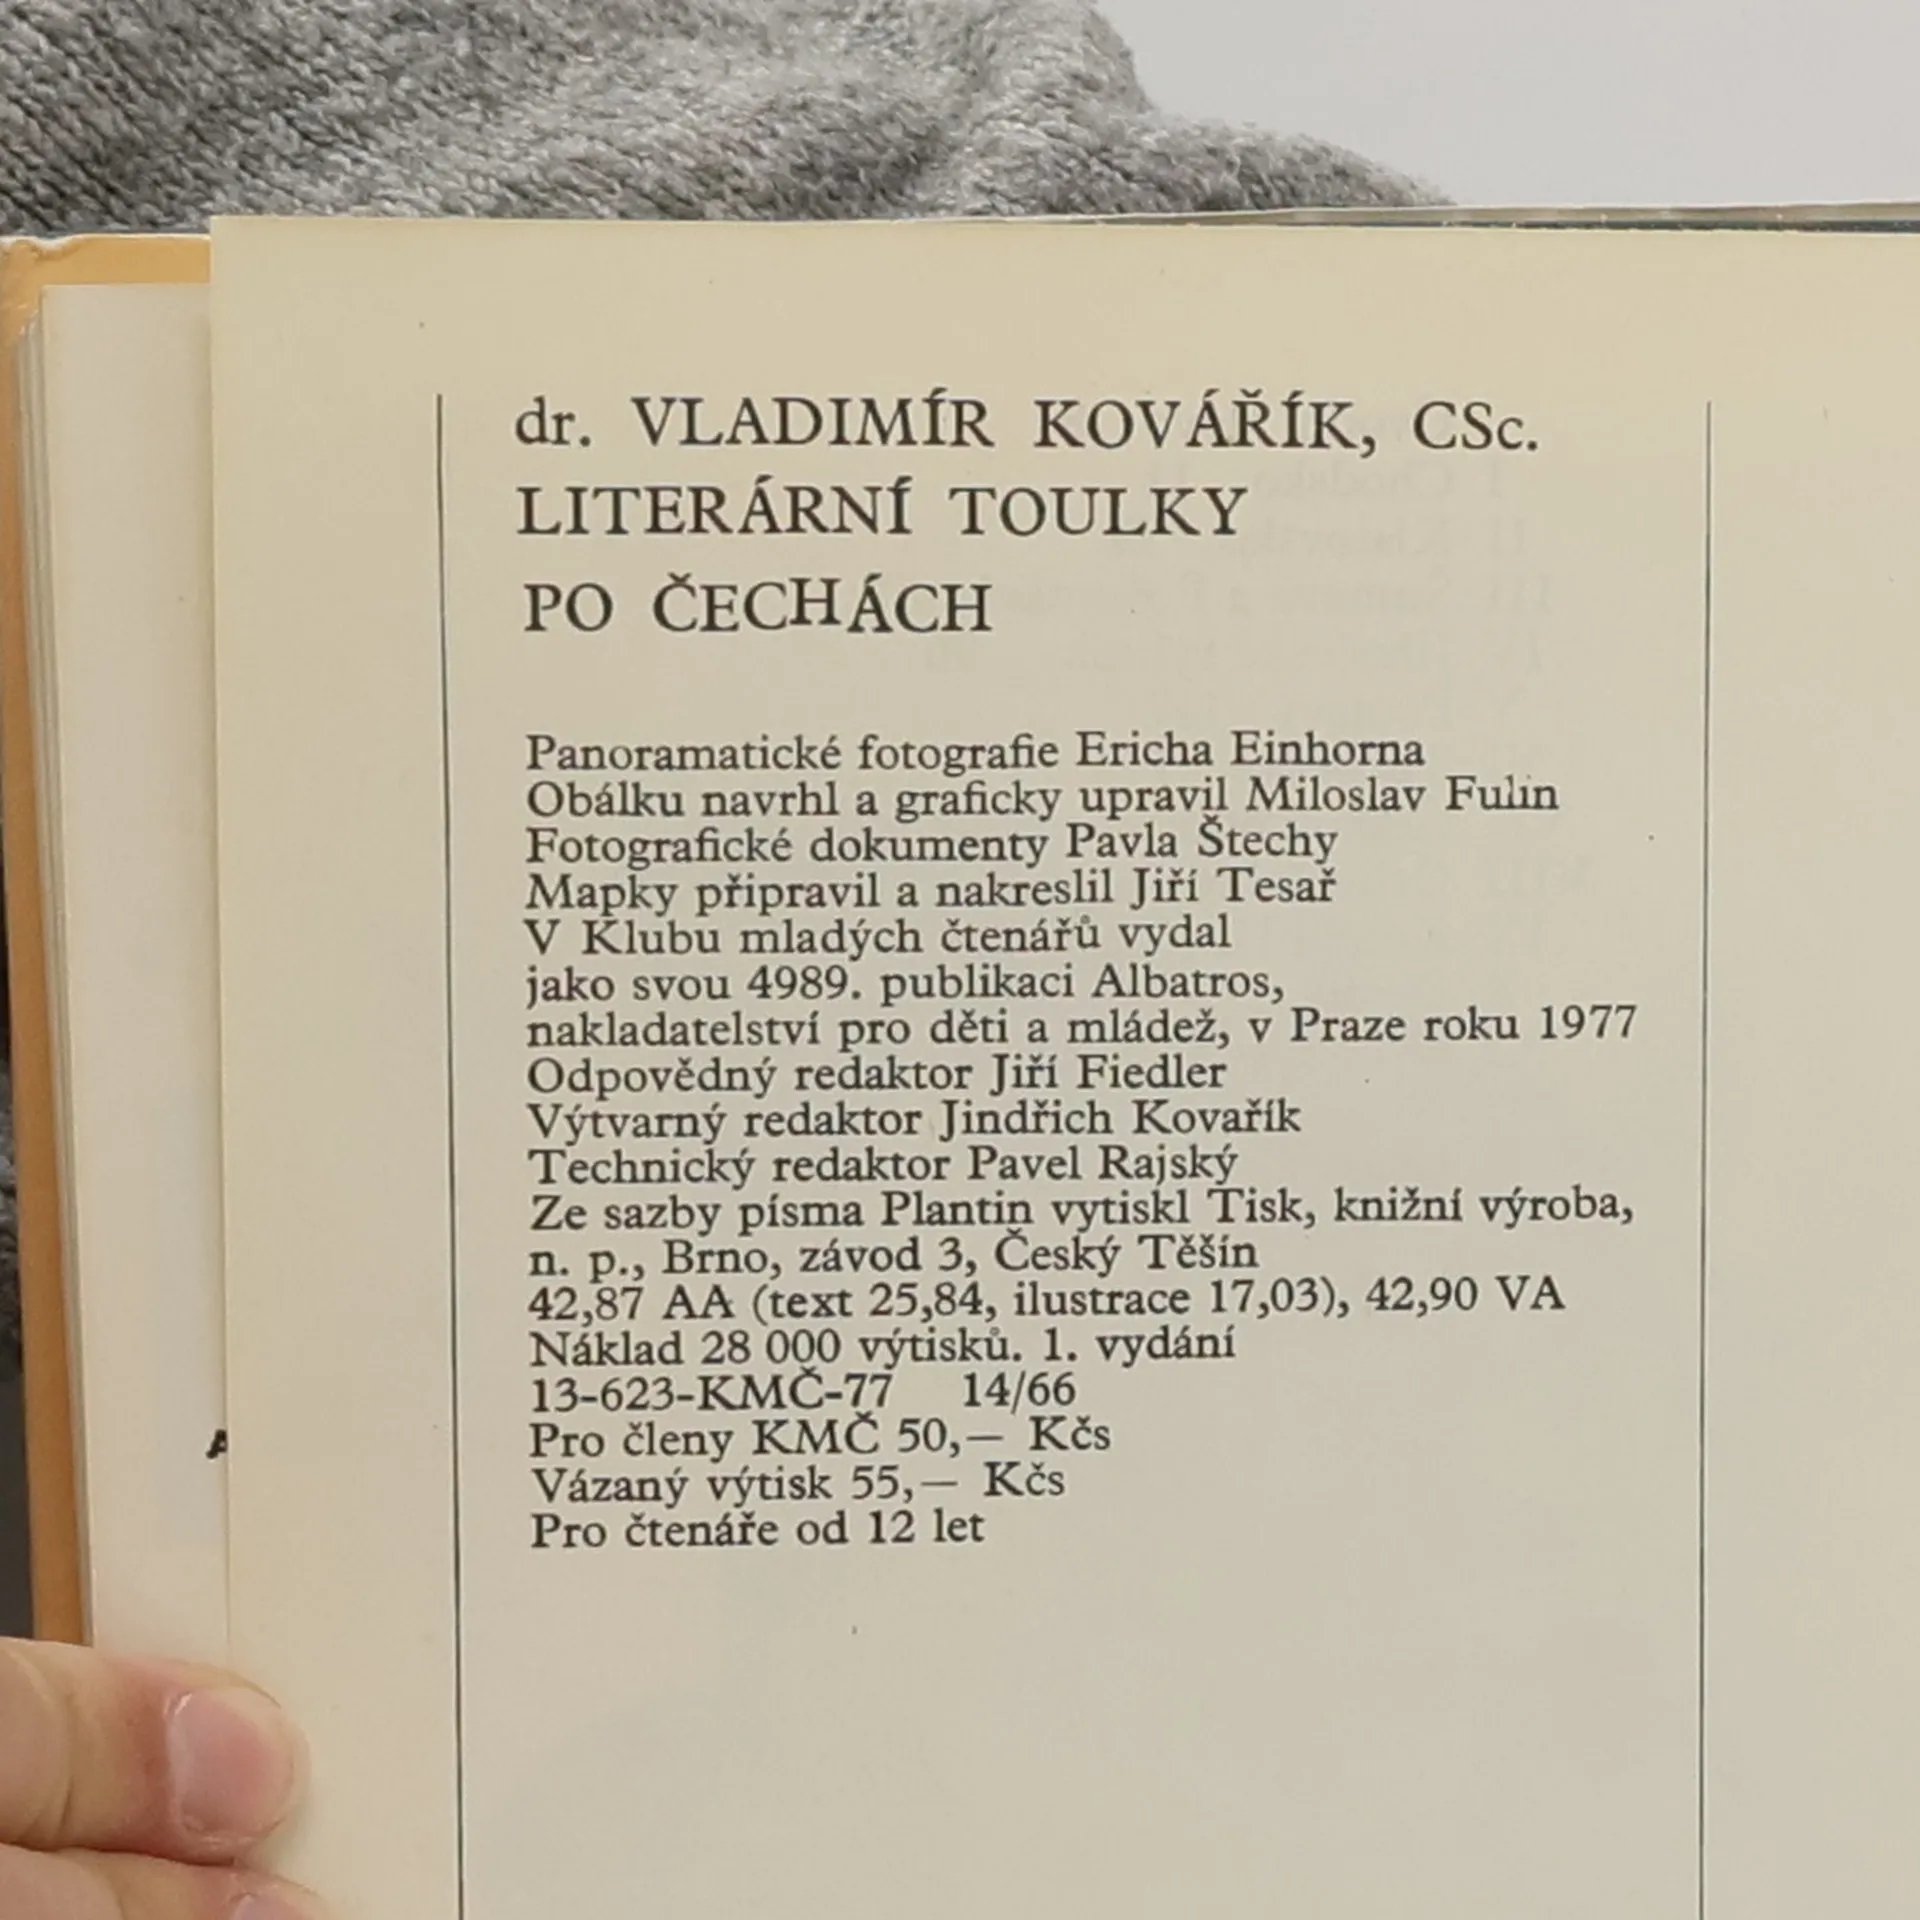 dr. VLADIMÍR KOVÁŘÍK, CSc.
LITERÁRNÍ TOULKY
PO ČECHÁCH
Panoramatické fotografie Ericha Einhorna
Obálku navrhl a graficky upravil Miloslav Fulín
Fotografické dokumenty Pavla Štechy
Mapky připravil a nakreslil Jiří Tesař
V Klubu mladých čtenářů vydal
jako svou 4989. publikaci Albatros,
nakladatelství pro děti a mládež, v Praze roku 1977
Odpovědný redaktor Jiří Fiedler
Výtvarný redaktor Jindřich Kovařík
Technický redaktor Pavel Rajský
Ze sazby písma Plantin vytiskl Tisk, knižní výroba,
n. p., Brno, závod 3, Český Těšín
42,87 AA (text 25,84, ilustrace 17,03), 42,90 VA
Náklad 28 000 výtisků. 1. vydání
13-623-KMČ-77 14/66
Pro členy KMČ 50,— Kčs
Vázaný výtisk 55,— Kčs
Pro čtenáře od 12 let